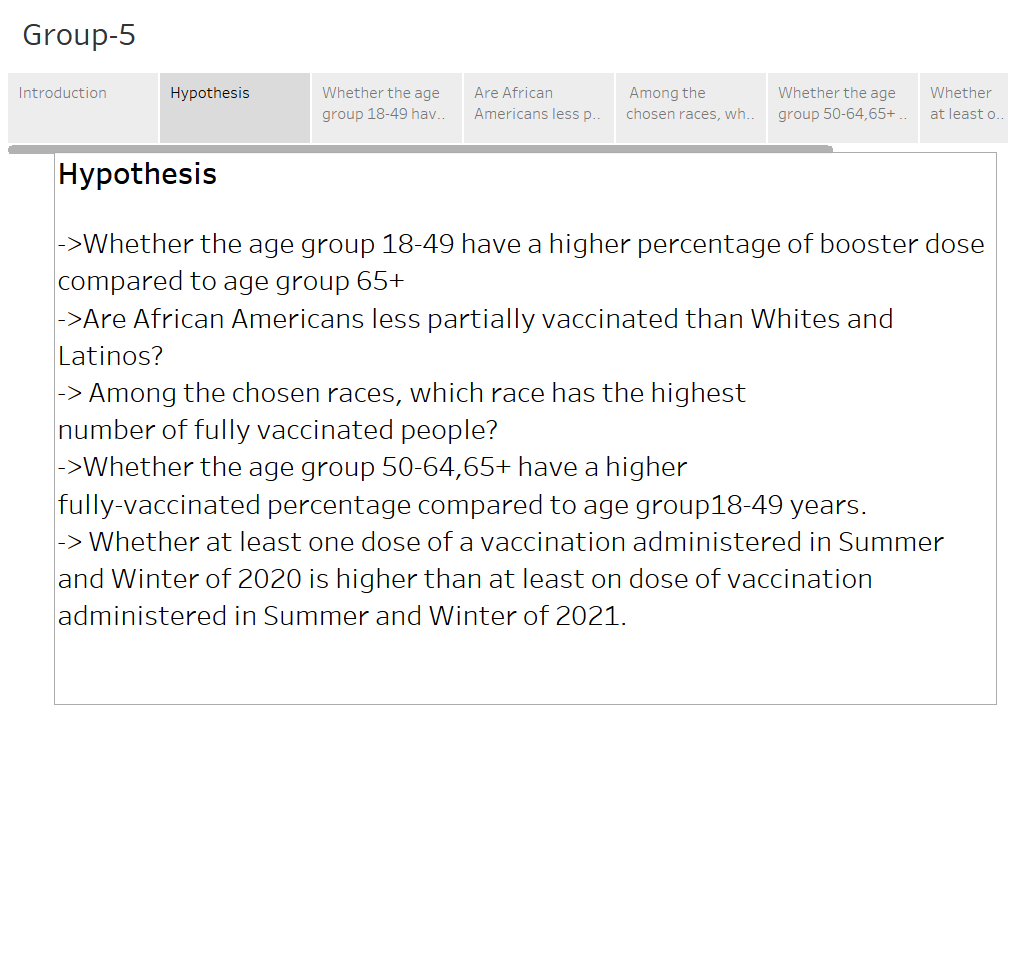 Group-5
Introduction
Hypothesis
Whether the age
group 18-49 hav..
Are African
Americans less p..
Among the
chosen races, wh..
Whether the age
group 50-64,65+ ..
Whether
at least o..
Hypothesis
->Whether the age group 18-49 have a higher percentage of booster dose
compared to age group 65+
->Are African Americans less partially vaccinated than Whites and
Latinos?
-> Among the chosen races, which race has the highest
number of fully vaccinated people?
->Whether the age group 50-64,65+ have a higher
fully-vaccinated percentage compared to age group18-49 years.
-> Whether at least one dose of a vaccination administered in Summer
and Winter of 2020 is higher than at least on dose of vaccination
administered in Summer and Winter of 2021.